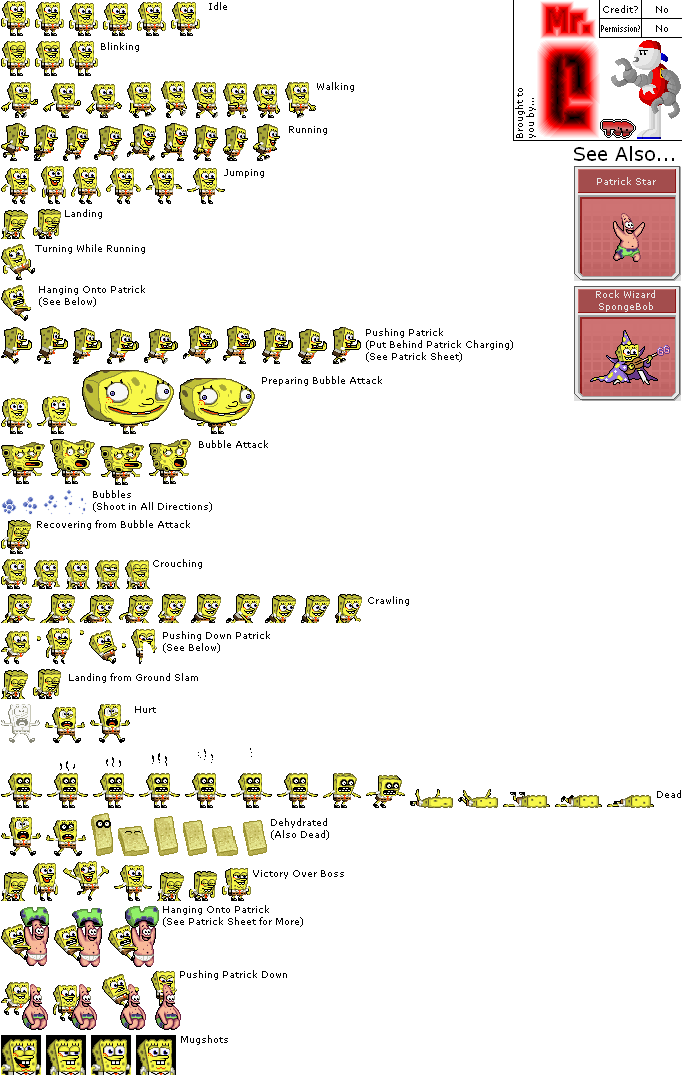 Idle
Mr.
C
Brought to
you by...
Credit? No
Permission? No
Blinking
Walking
Running
See Also...
Jumping
Patrick Star
Landing
Turning While Running
Hanging Onto Patrick
(See Below)
Rock Wizard
SpongeBob
Pushing Patrick
(Put Behind Patrick Charging)
(See Patrick Sheet)
Preparing Bubble Attack
Bubble Attack
Bubbles
(Shoot in All Directions)
Recovering from Bubble Attack
Crouching
Crawling
Pushing Down Patrick
(See Below)
Landing from Ground Slam
Hurt
Dead
Dehydrated
(Also Dead)
Victory Over Boss
Hanging Onto Patrick
(See Patrick Sheet for More)
Pushing Patrick Down
Mugshots